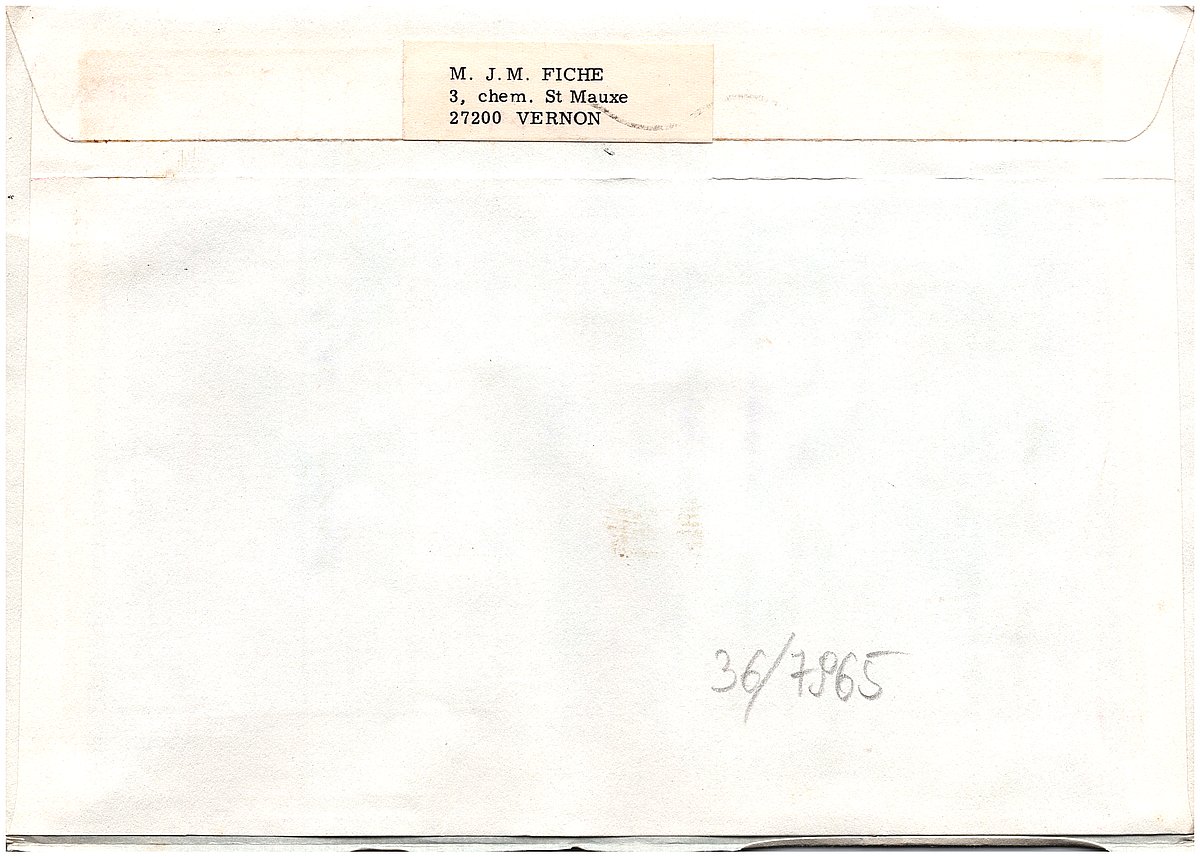 M. J.M. FICHE
3, chem. St Mauxe
27200 VERNON
36/7965